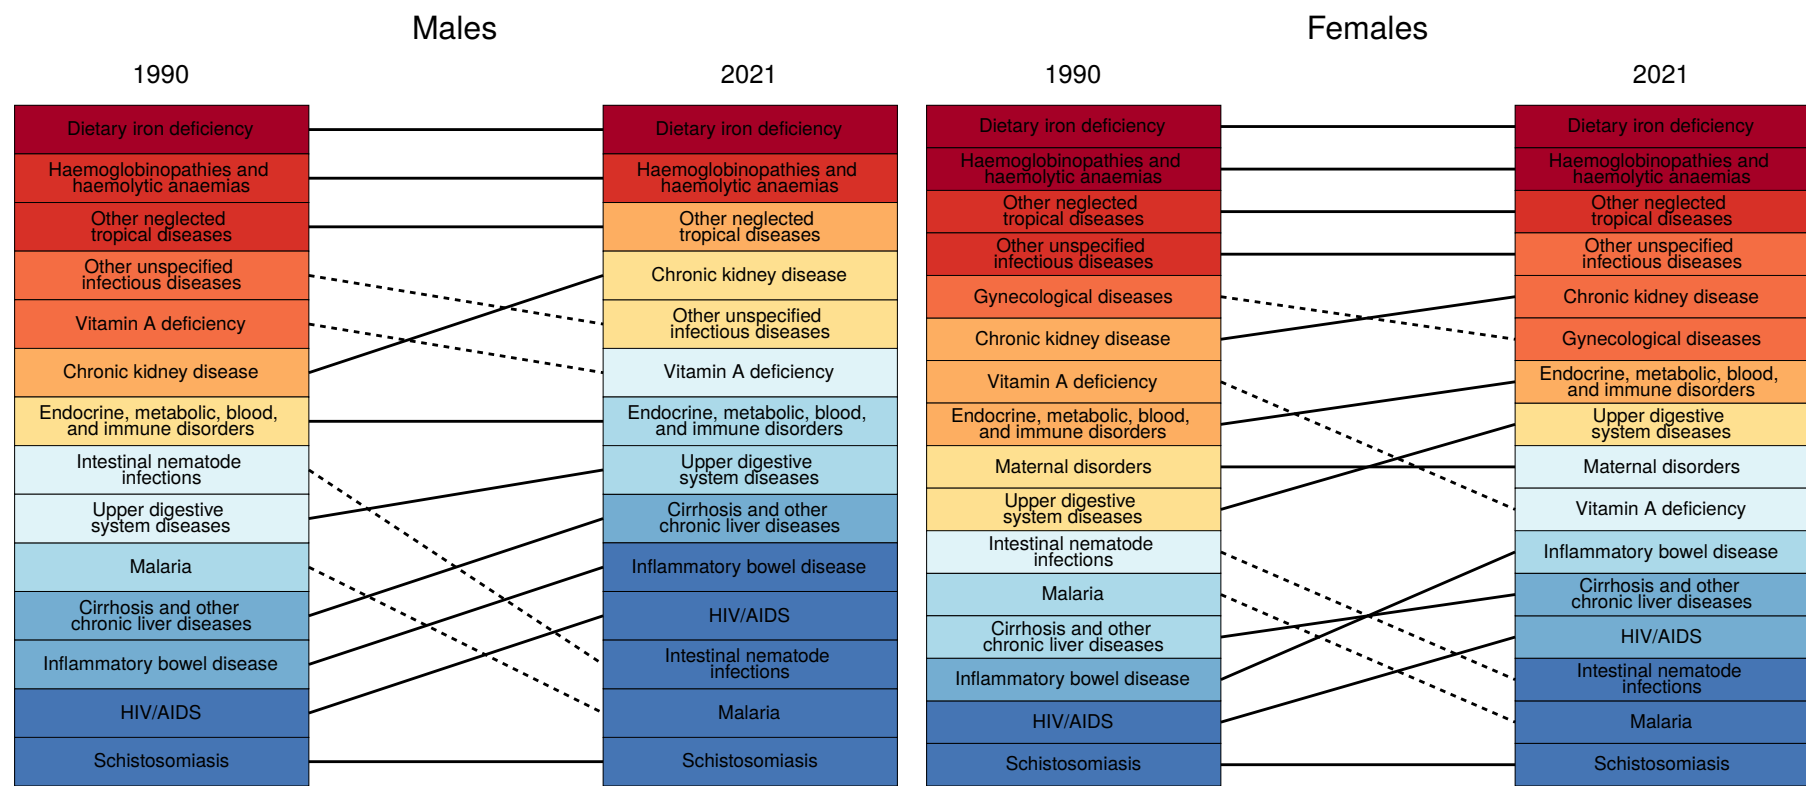 Males
1990
2021
Dietary iron deficiency
Haemoglobinopathies and
haemolytic anaemias
Other neglected
tropical diseases
Other unspecified
infectious diseases
Vitamin A deficiency
Chronic kidney disease
Endocrine, metabolic, blood,
and immune disorders
Intestinal nematode
infections
Upper digestive
system diseases
Malaria
Cirrhosis and other
chronic liver diseases
Inflammatory bowel disease
HIV/AIDS
Schistosomiasis
Dietary iron deficiency
Haemoglobinopathies and
haemolytic anaemias
Other neglected
tropical diseases
Chronic kidney disease
Other unspecified
infectious diseases
Vitamin A deficiency
Endocrine, metabolic, blood,
and immune disorders
Upper digestive
system diseases
Cirrhosis and other
chronic liver diseases
Inflammatory bowel disease
HIV/AIDS
Intestinal nematode
infections
Malaria
Schistosomiasis
Females
1990
2021
Dietary iron deficiency
Haemoglobinopathies and
haemolytic anaemias
Other neglected
tropical diseases
Other unspecified
infectious diseases
Gynecological diseases
Chronic kidney disease
Vitamin A deficiency
Endocrine, metabolic, blood,
and immune disorders
Maternal disorders
Upper digestive
system diseases
Intestinal nematode
infections
Malaria
Cirrhosis and other
chronic liver diseases
Inflammatory bowel disease
HIV/AIDS
Schistosomiasis
Dietary iron deficiency
Haemoglobinopathies and
haemolytic anaemias
Other neglected
tropical diseases
Other unspecified
infectious diseases
Chronic kidney disease
Gynecological diseases
Endocrine, metabolic, blood,
and immune disorders
Upper digestive
system diseases
Maternal disorders
Vitamin A deficiency
Inflammatory bowel disease
Cirrhosis and other
chronic liver diseases
HIV/AIDS
Intestinal nematode
infections
Malaria
Schistosomiasis